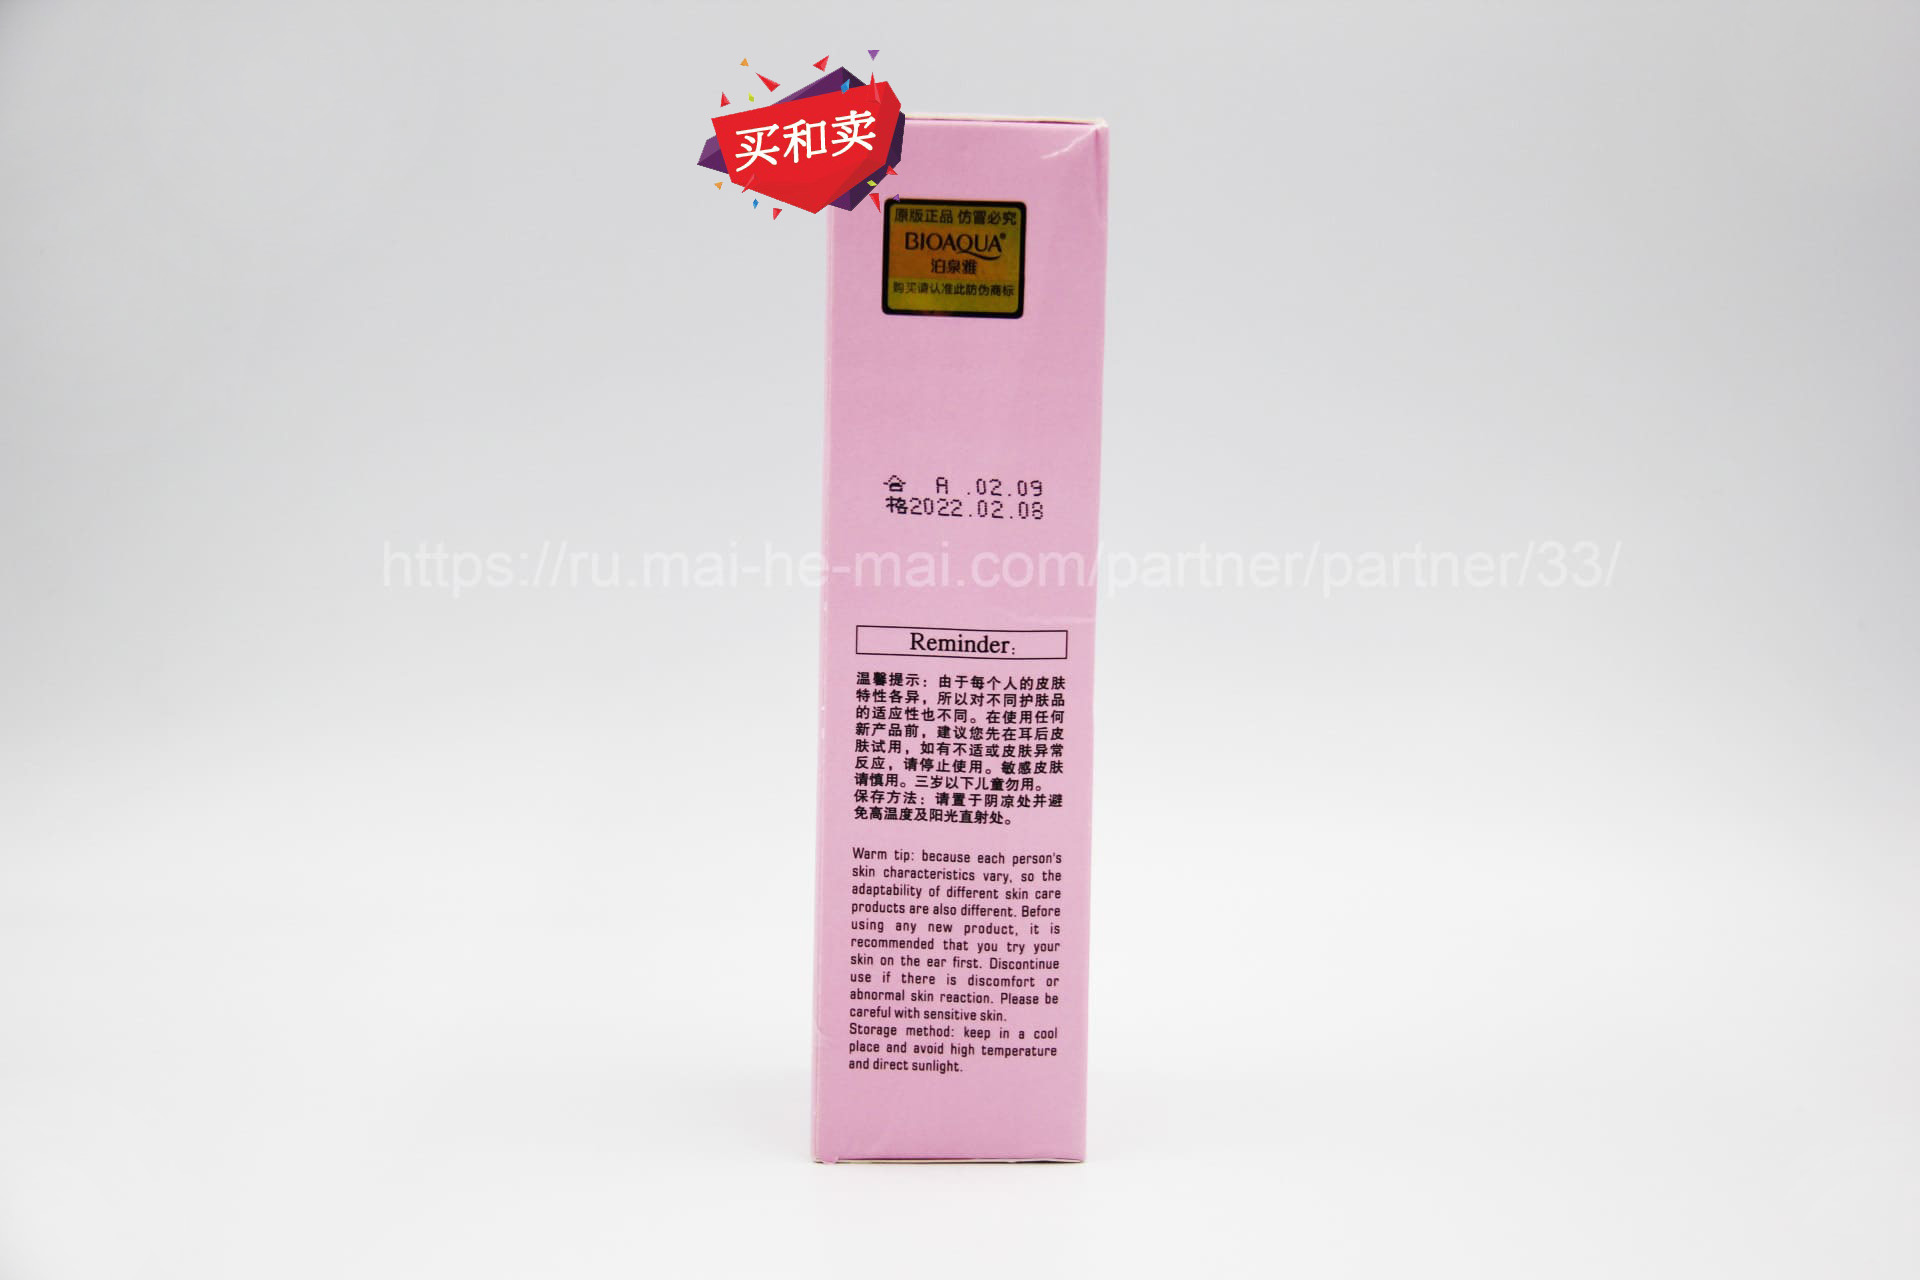 买和卖
原版正品 仿冒必究
BIOAQUA®
泊泉雅
购买请认准此防伪商标
合 A .02.09
格2022.02.08
https://ru.mai-he-mai.com/partner/partner/33/
Reminder:
温馨提示：由于每个人的皮肤
特性各异，所以对不同护肤品
的适应性也不同。在使用任何
新产品前，建议您先在耳后皮
肤试用，如有不适或皮肤异常
反应，请停止使用。敏感皮肤
请慎用。三岁以下儿童勿用。
保存方法：请置于阴凉处并避
免高温度及阳光直射处。
Warm tip: because each person's
skin characteristics vary, so the
adaptability of different skin care
products are also different. Before
using any new product, it is
recommended that you try your
skin on the ear first. Discontinue
use if there is discomfort or
abnormal skin reaction. Please be
careful with sensitive skin.
Storage method: keep in a cool
place and avoid high temperature
and direct sunlight.